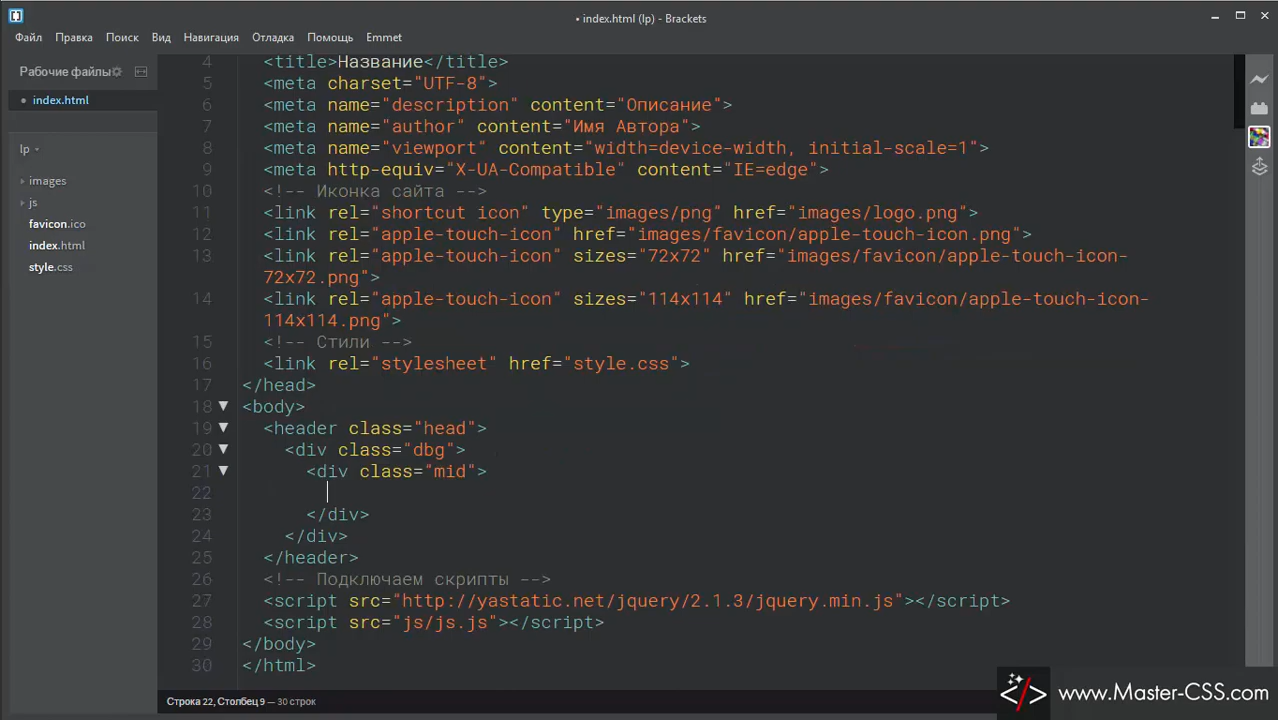 • index.html (lp) - Brackets
Файл Правка Поиск Вид Навигация Отладка Помощь Emmet
Рабочие файлы
• index.html
lp
images
js
favicon.ico
index.html
style.css
4 <title>Название</title>
5 <meta charset="UTF-8">
6 <meta name="description" content="Описание">
7 <meta name="author" content="Имя Автора">
8 <meta name="viewport" content="width=device-width, initial-scale=1">
9 <meta http-equiv="X-UA-Compatible" content="IE=edge">
10 <!-- Иконка сайта -->
11 <link rel="shortcut icon" type="images/png" href="images/logo.png">
12 <link rel="apple-touch-icon" href="images/favicon/apple-touch-icon.png">
13 <link rel="apple-touch-icon" sizes="72x72" href="images/favicon/apple-touch-icon-
72x72.png">
14 <link rel="apple-touch-icon" sizes="114x114" href="images/favicon/apple-touch-icon-
114x114.png">
15 <!-- Стили -->
16 <link rel="stylesheet" href="style.css">
17 </head>
18 <body>
19 <header class="head">
20 <div class="dbg">
21 <div class="mid">
22
23 </div>
24 </div>
25 </header>
26 <!-- Подключаем скрипты -->
27 <script src="http://yastatic.net/jquery/2.1.3/jquery.min.js"></script>
28 <script src="js/js.js"></script>
29 </body>
30 </html>
Строка 22, Столбец 9 — 30 строк
</> www.Master-CSS.com